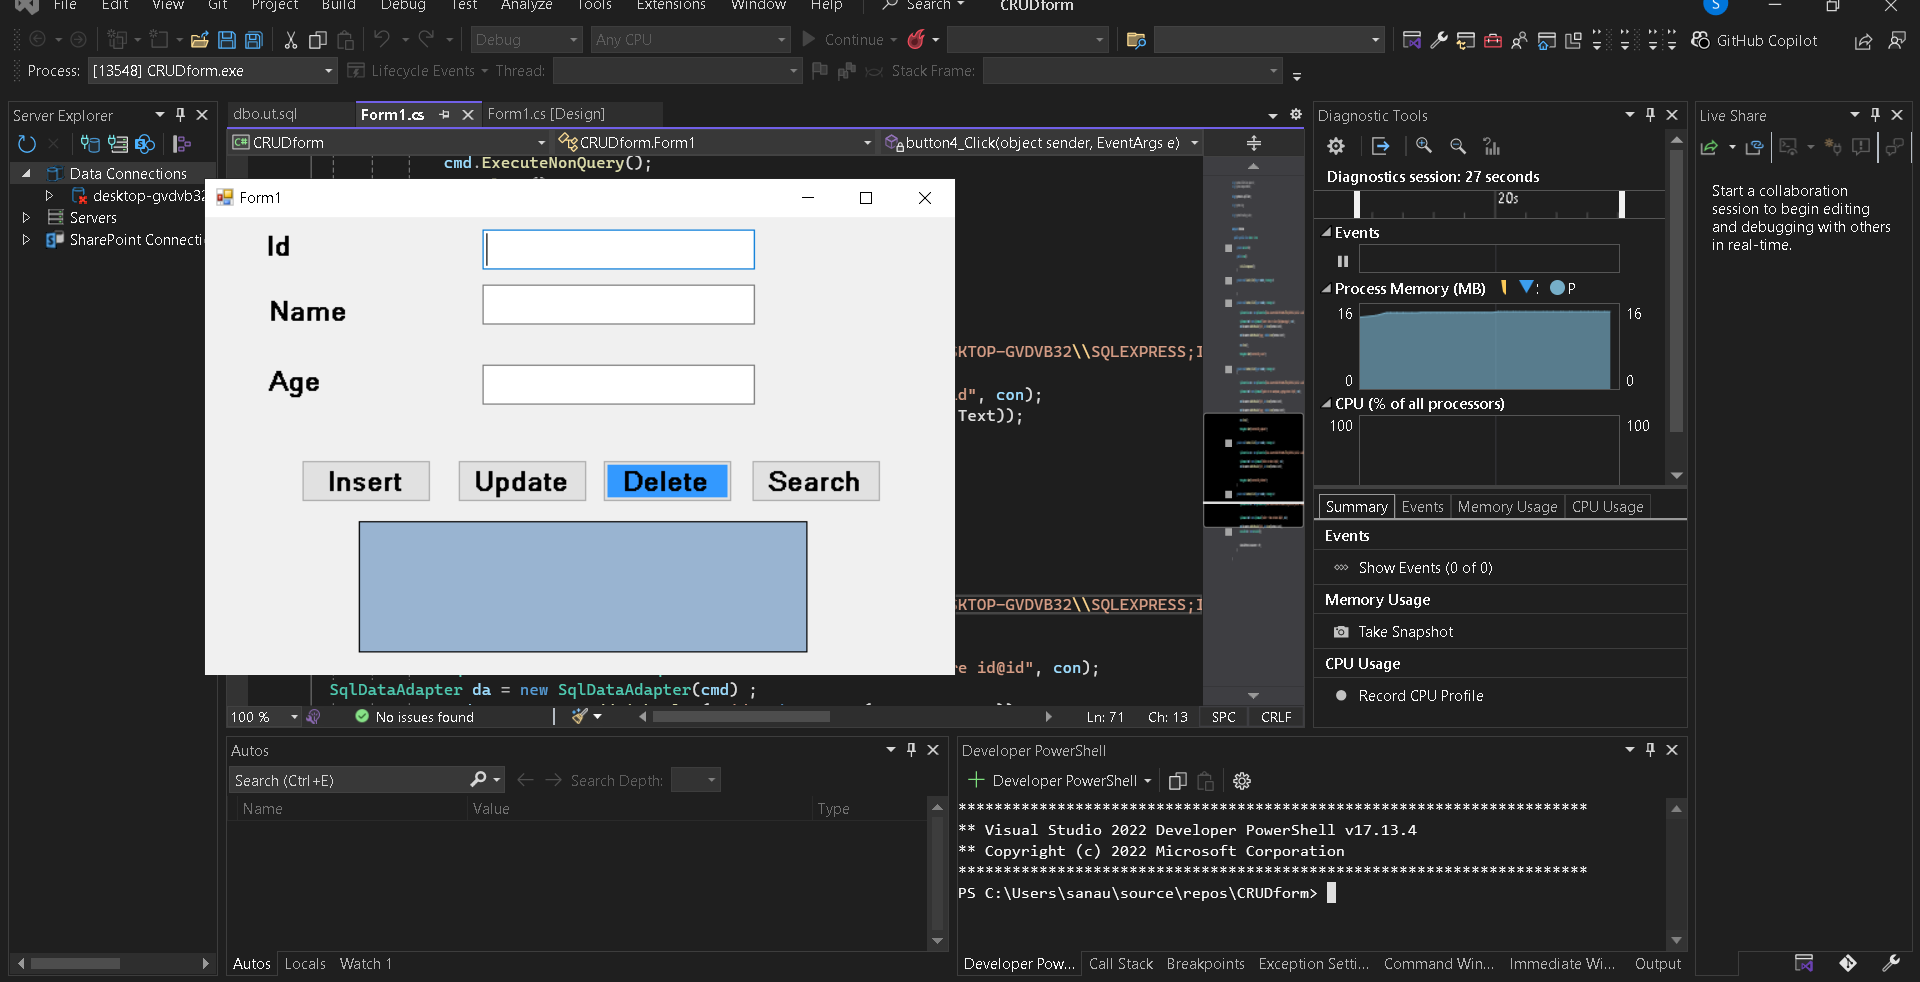 File Edit View Git Project Build Debug Test Analyze Tools Extensions Window Help Search CRUDform S
Debug Any CPU Continue GitHub Copilot
Process: [13548] CRUDform.exe Lifecycle Events Thread: Stack Frame:
Server Explorer
Data Connections
desktop-gvdvb32
Servers
SharePoint Connecti
dbo.ut.sql Form1.cs Form1.cs [Design]
CRUDform CRUDform.Form1 button4_Click(object sender, EventArgs e)
cmd.ExecuteNonQuery();
Form1
Id
Name
Age
Insert Update Delete Search
SKTOP-GVDVB32\\SQLEXPRESS;I
id", con);
Text));
SKTOP-GVDVB32\\SQLEXPRESS;I
re id@id", con);
SqlDataAdapter da = new SqlDataAdapter(cmd) ;
100 % No issues found Ln: 71 Ch: 13 SPC CRLF
Diagnostic Tools
Diagnostics session: 27 seconds
20s
Events
Process Memory (MB) P
16 16
0 0
CPU (% of all processors)
100 100
Summary Events Memory Usage CPU Usage
Events
Show Events (0 of 0)
Memory Usage
Take Snapshot
CPU Usage
Record CPU Profile
Live Share
Start a collaboration
session to begin editing
and debugging with others
in real-time.
Autos
Search (Ctrl+E) Search Depth:
Name Value Type
Autos Locals Watch 1
Developer PowerShell
Developer PowerShell
**********************************************************************
** Visual Studio 2022 Developer PowerShell v17.13.4
** Copyright (c) 2022 Microsoft Corporation
**********************************************************************
PS C:\Users\sanau\source\repos\CRUDform>
Developer Pow... Call Stack Breakpoints Exception Setti... Command Win... Immediate Wi... Output